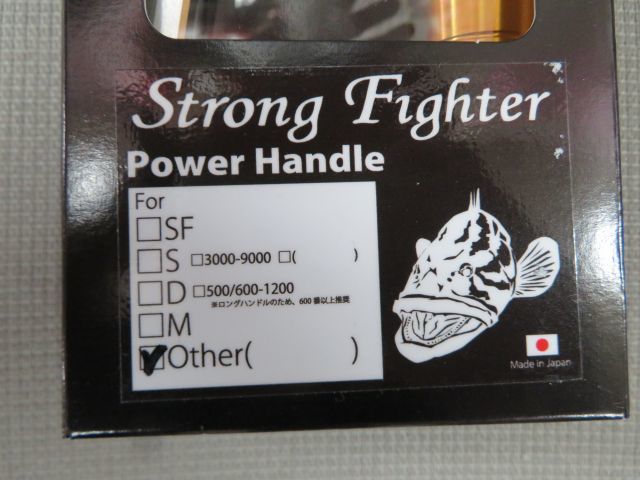 Strong Fighter
Power Handle
For
□SF
□S □3000-9000 □( )
□D □500/600-1200
※ロングハンドルのため、600番以上推奨
□M
☑Other( )
Made in Japan